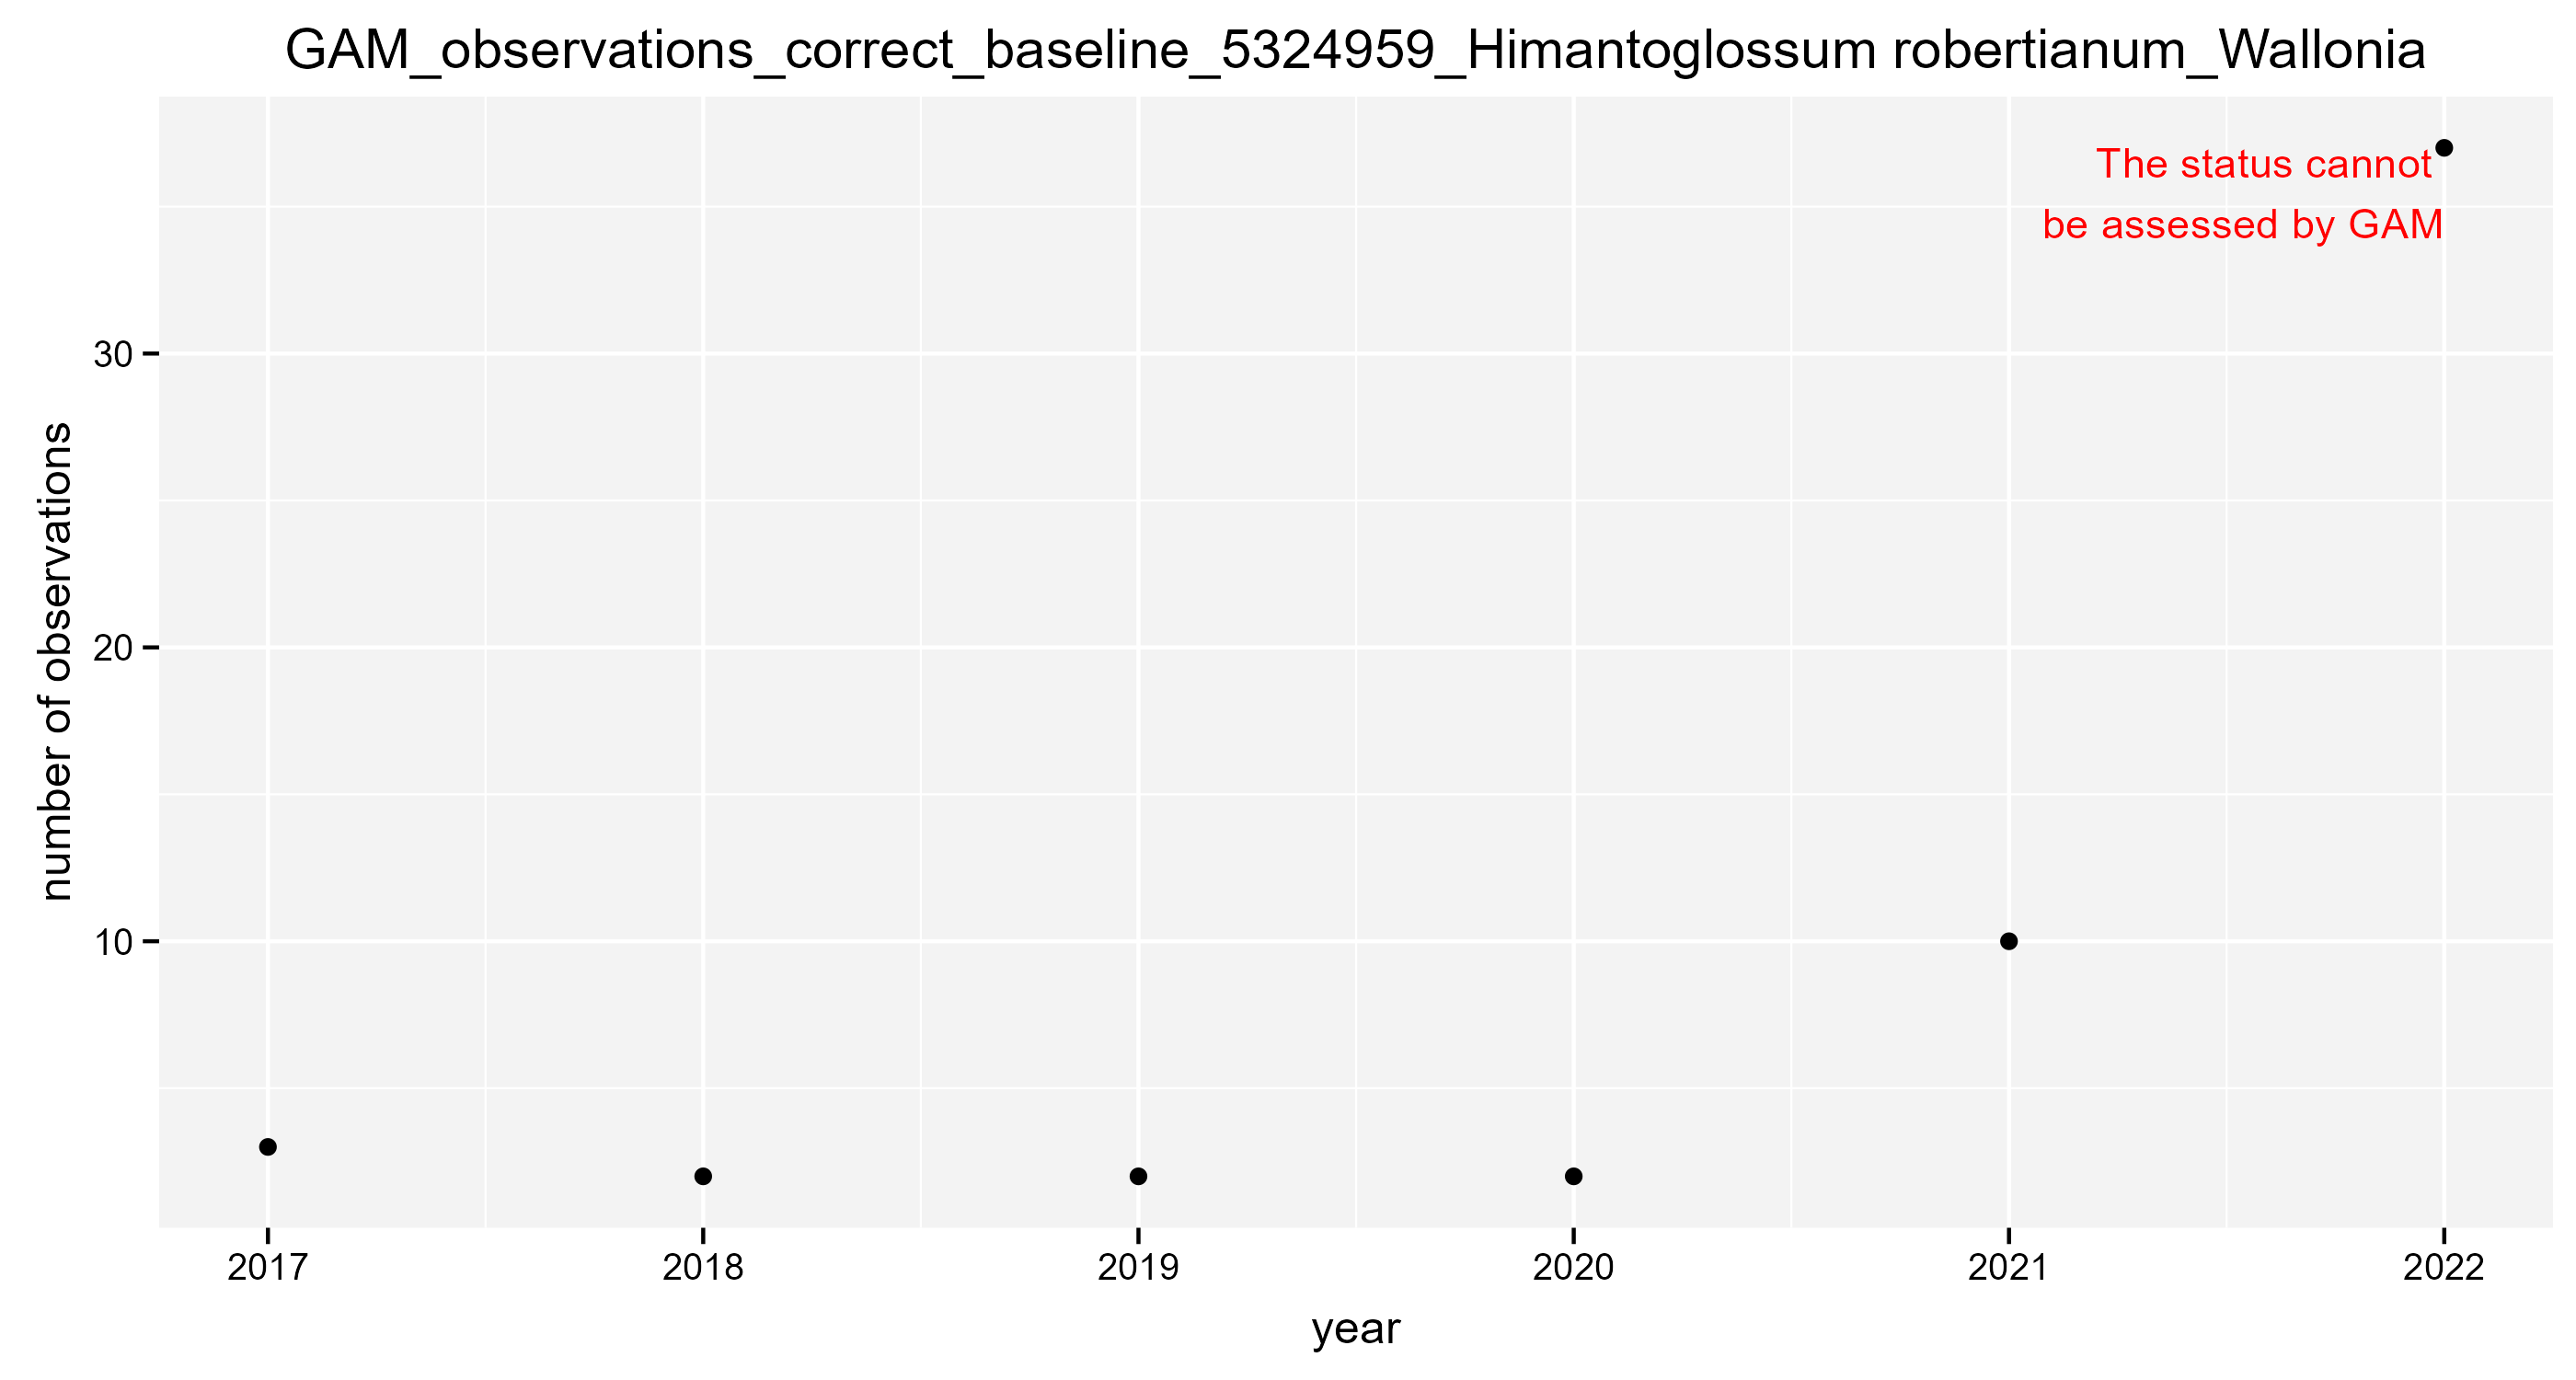 GAM_observations_correct_baseline_5324959_Himantoglossum robertianum_Wallonia
The status cannot
be assessed by GAM
30
20
10
number of observations
2017 2018 2019 2020 2021 2022
year